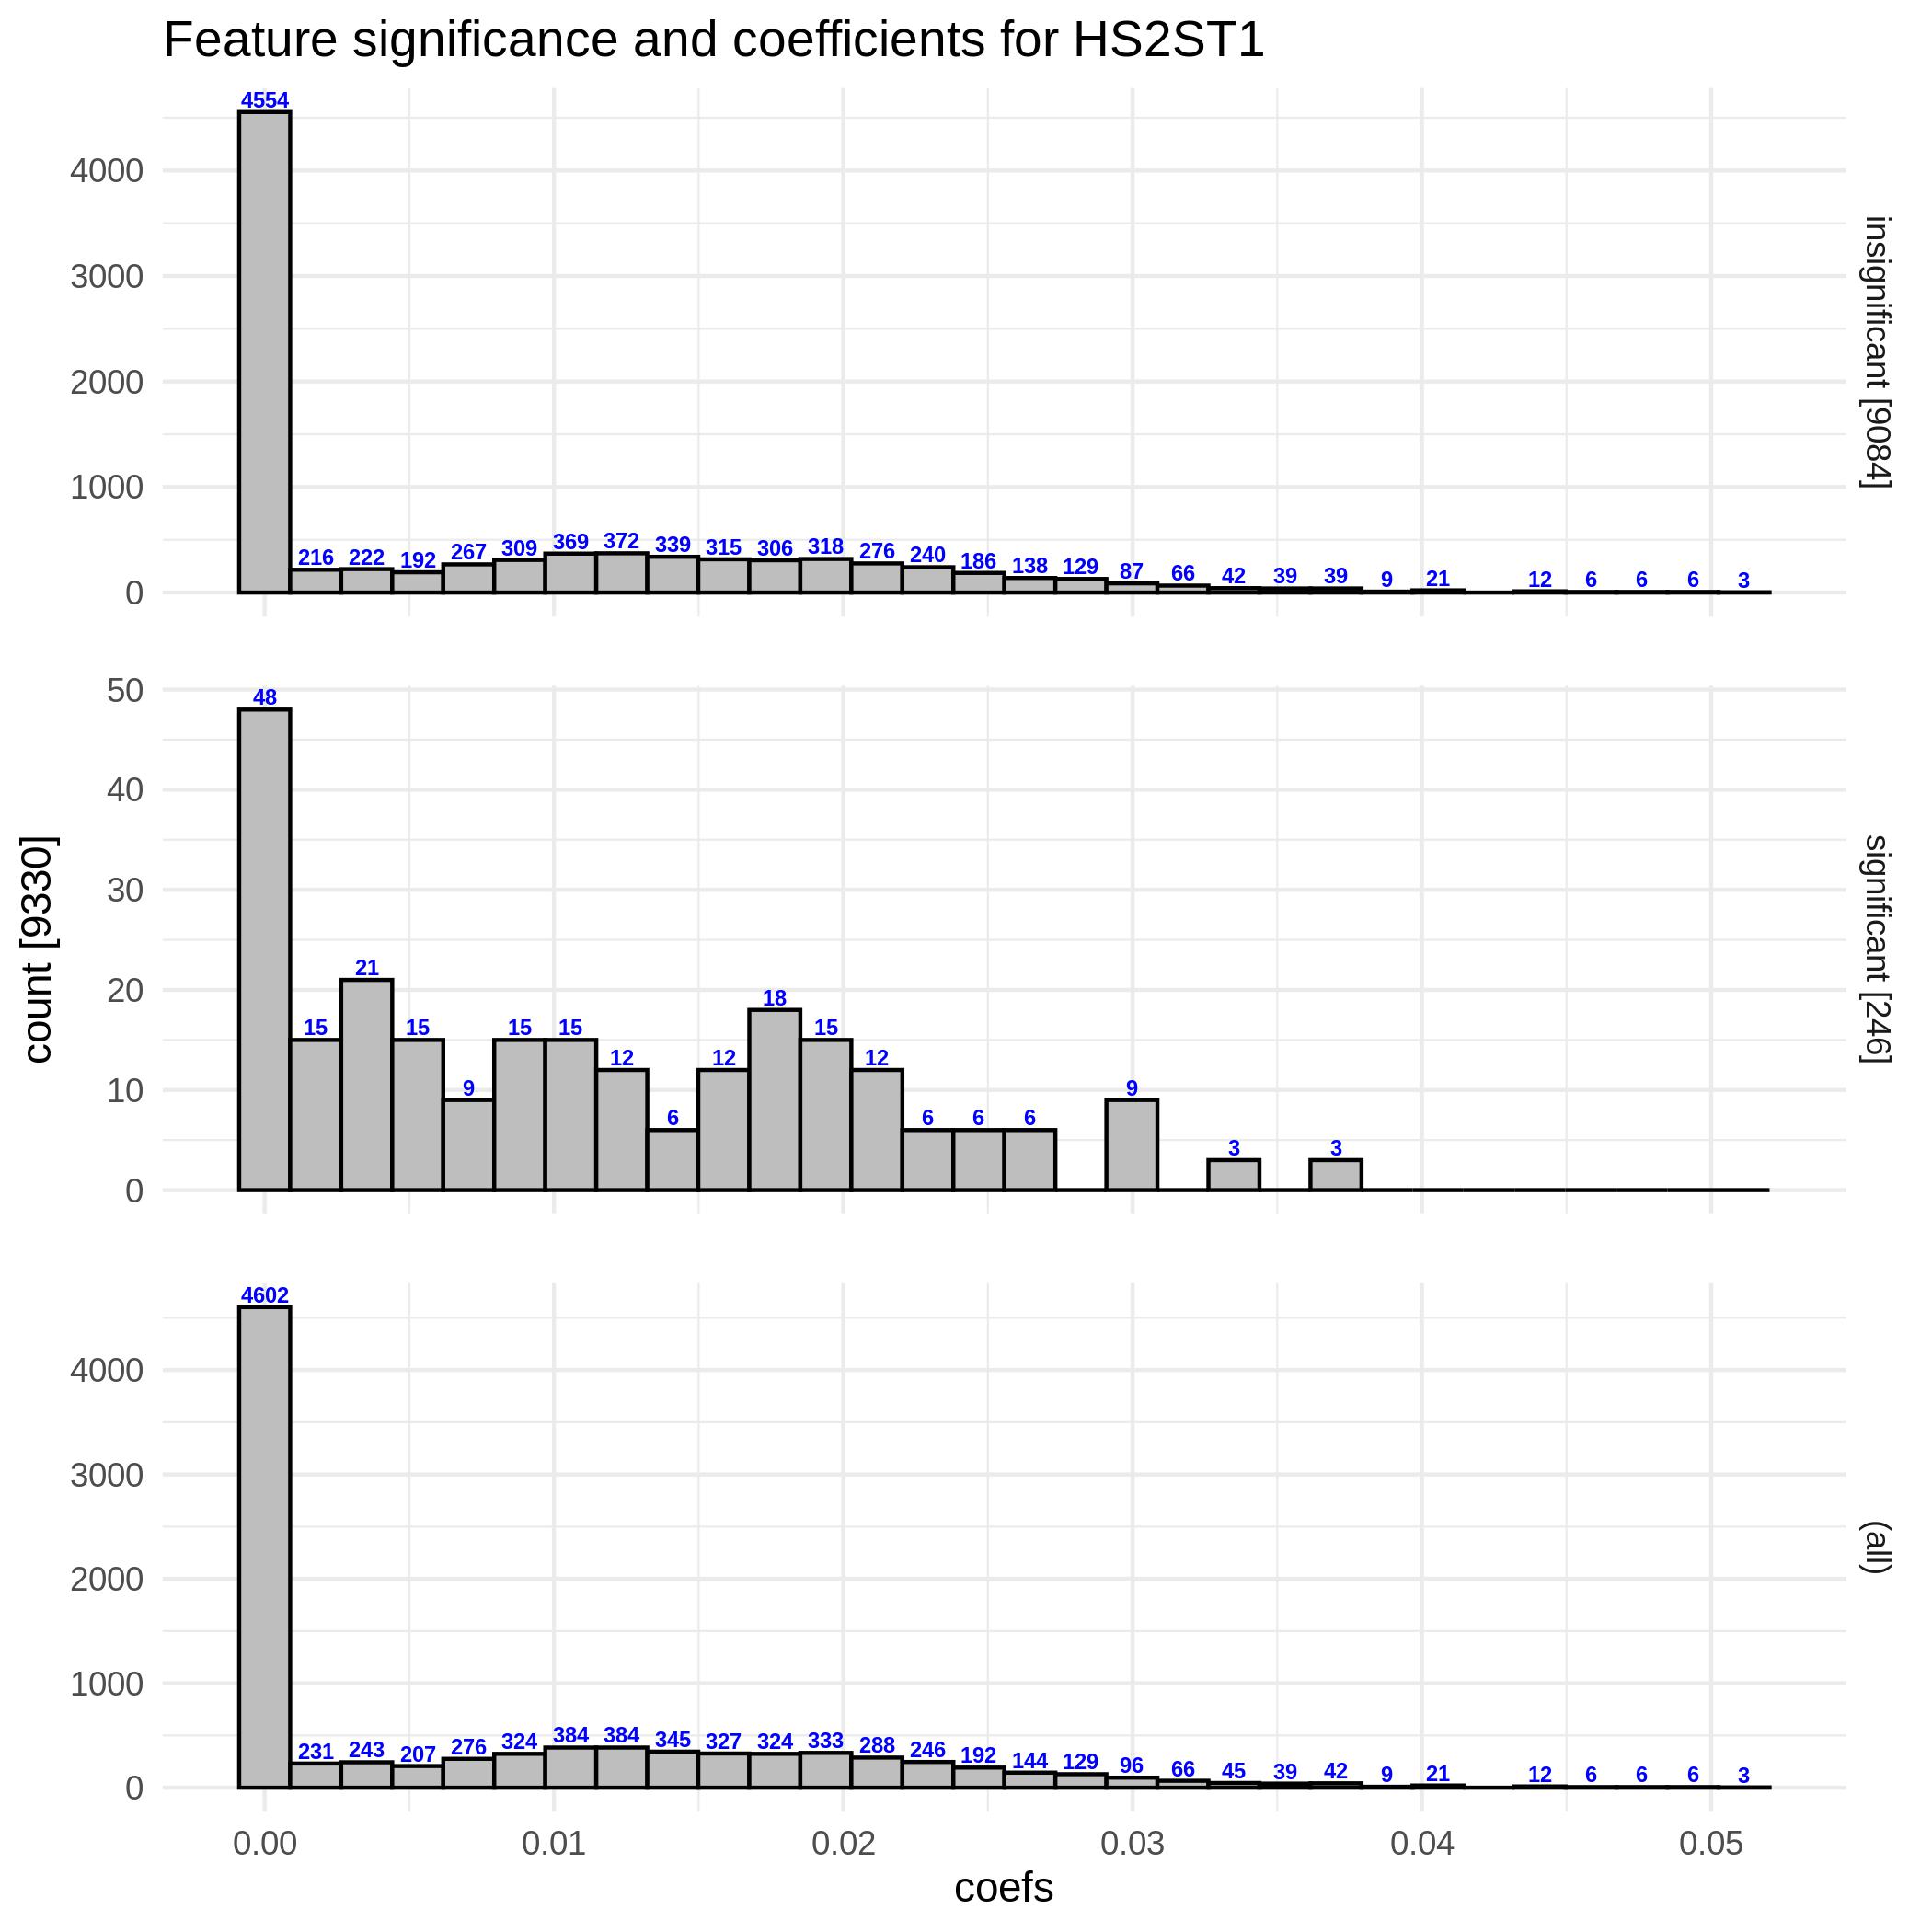 Feature significance and coefficients for HS2ST1
4554
4000
3000
2000
1000
0
216 222 192 267 309 369 372 339 315 306 318 276 240 186 138 129 87 66 42 39 39 9 21 12 6 6 6 3
insignificant [9084]
count [9330]
50
40
30
20
10
0
48 15 21 15 9 15 15 12 6 12 18 15 12 6 6 6 9 3 3
significant [246]
4602
4000
3000
2000
1000
0
231 243 207 276 324 384 384 345 327 324 333 288 246 192 144 129 96 66 45 39 42 9 21 12 6 6 6 3
(all)
0.00 0.01 0.02 0.03 0.04 0.05
coefs